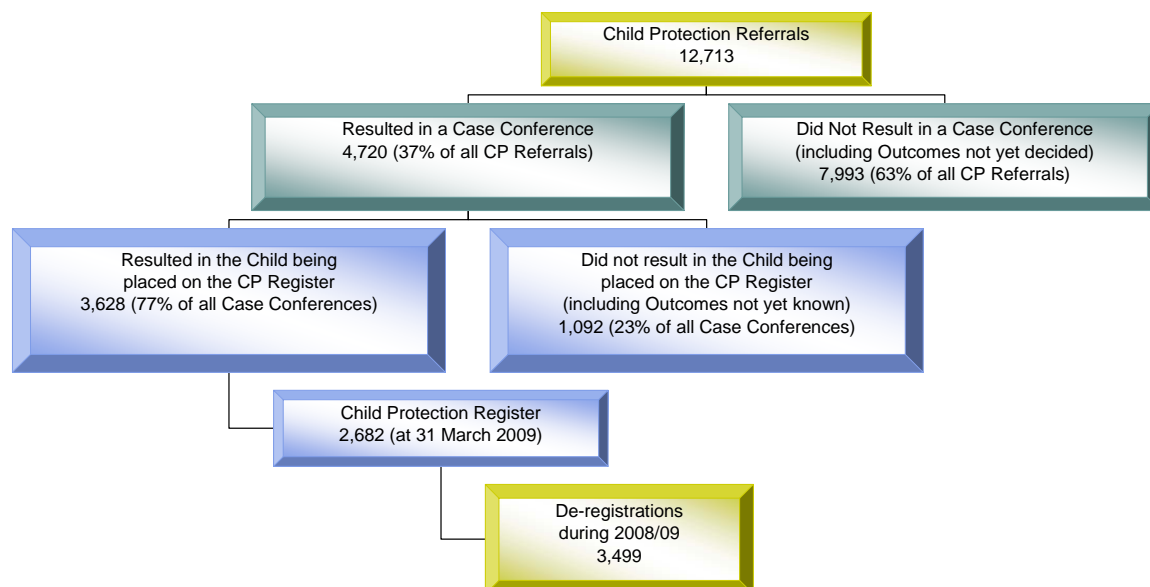 Child Protection Referrals
12,713
Resulted in a Case Conference
4,720 (37% of all CP Referrals)
Did Not Result in a Case Conference
(including Outcomes not yet decided)
7,993 (63% of all CP Referrals)
Resulted in the Child being
placed on the CP Register
3,628 (77% of all Case Conferences)
Did not result in the Child being
placed on the CP Register
(including Outcomes not yet known)
1,092 (23% of all Case Conferences)
Child Protection Register
2,682 (at 31 March 2009)
De-registrations
during 2008/09
3,499